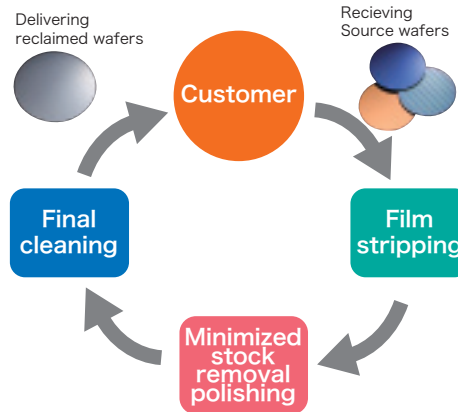 Delivering
reclaimed wafers
Recieving
Source wafers
Customer
Film
stripping
Minimized
stock
removal
polishing
Final
cleaning